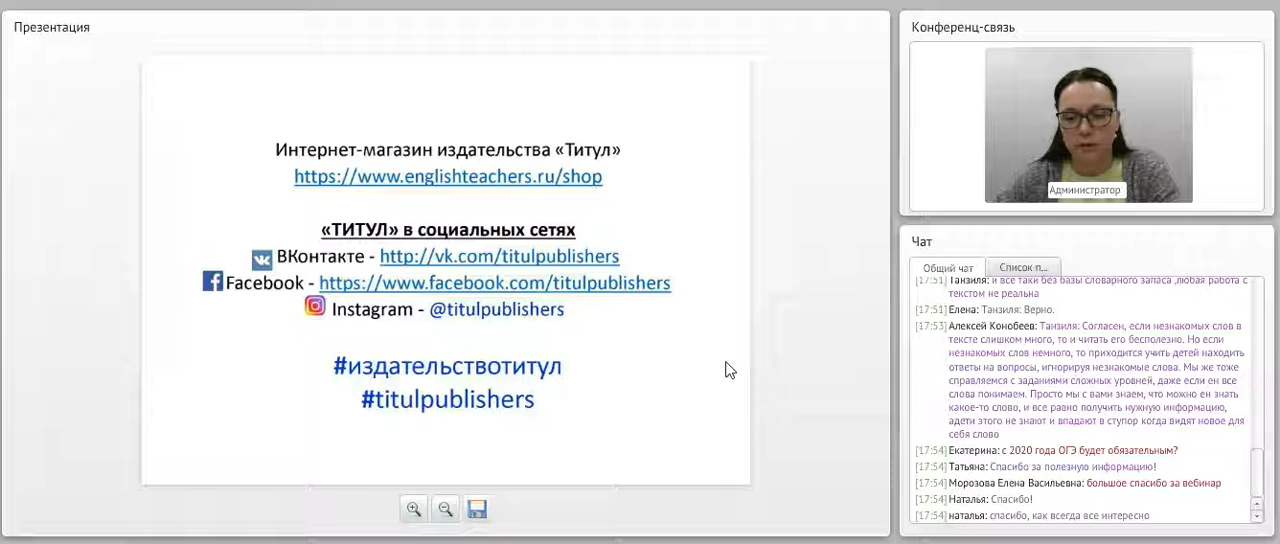 Презентация
Интернет-магазин издательства «Титул»
https://www.englishteachers.ru/shop
«ТИТУЛ» в социальных сетях
ВКонтакте - http://vk.com/titulpublishers
Facebook - https://www.facebook.com/titulpublishers
Instagram - @titulpublishers
#издательствотитул
#titulpublishers
Конференц-связь
Администратор
Чат
Общий чат
Список п...
[17:51] Танзиля: и все таки без базы словарного запаса ,любая работа с
текстом не реальна
[17:51] Елена: Танзиля: Верно.
[17:53] Алексей Конобеев: Танзиля: Согласен, если незнакомых слов в
тексте слишком много, то и читать его бесполезно. Но если
незнакомых слов немного, то приходится учить детей находить
ответы на вопросы, игнорируя незнакомые слова. Мы же тоже
справляемся с заданиями сложных уровней, даже если ен все
слова понимаем. Просто мы с вами знаем, что можно ен знать
какое-то слово, и все равно получить нужную информацию,
адети этого не знают и впадают в ступор когда видят новое для
себя слово
[17:54] Екатерина: с 2020 года ОГЭ будет обязательным?
[17:54] Татьяна: Спасибо за полезную информацию!
[17:54] Морозова Елена Васильевна: большое спасибо за вебинар
[17:54] Наталья: Спасибо!
[17:54] наталья: спасибо, как всегда все интересно